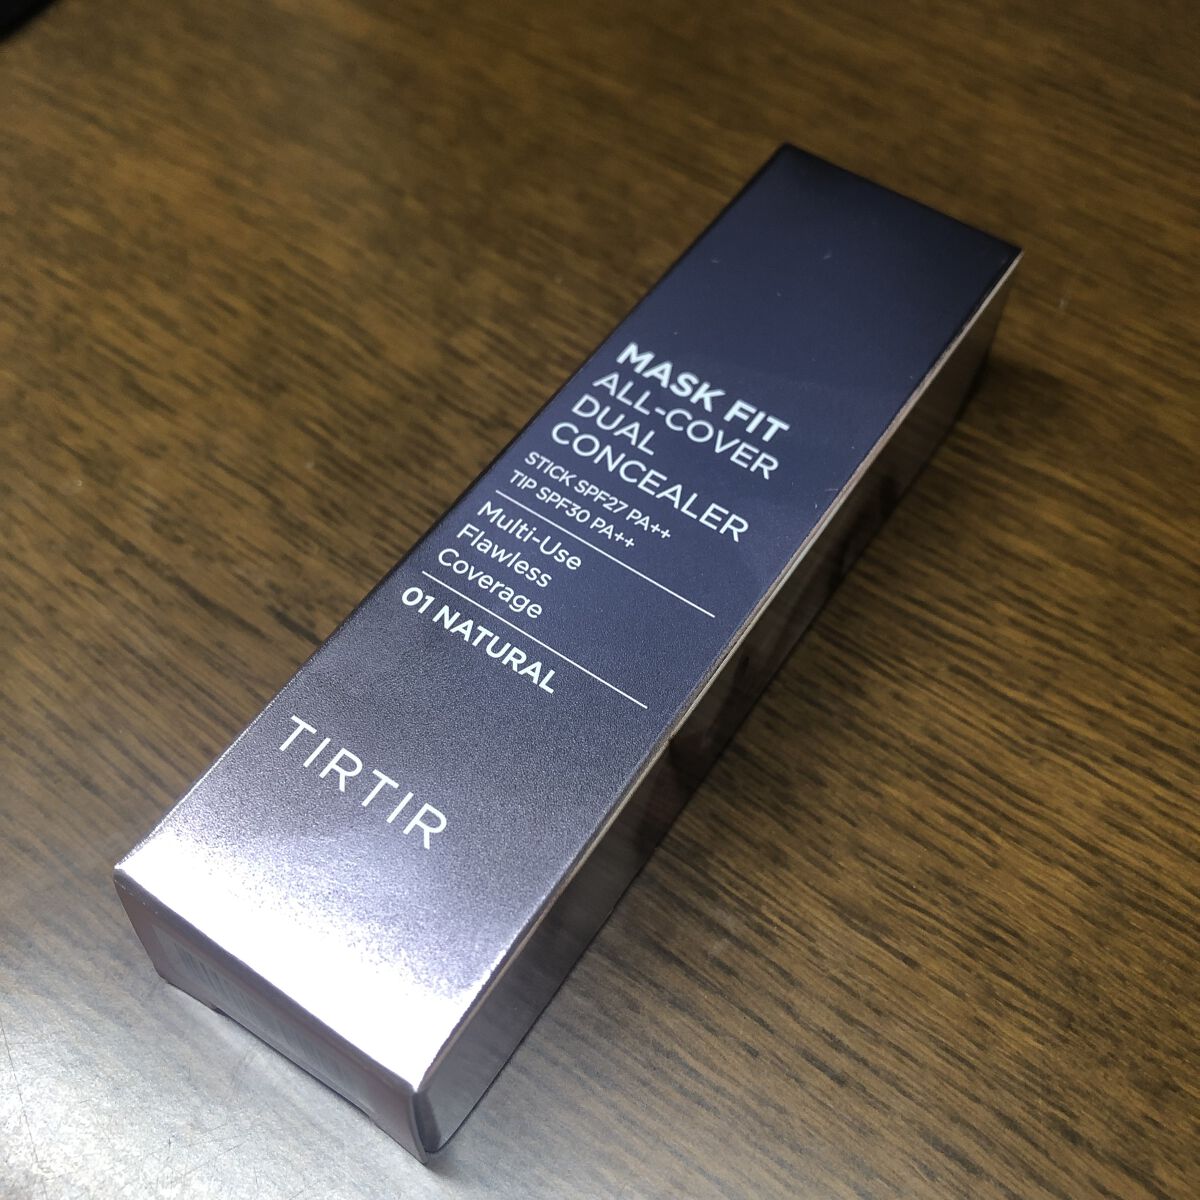 MASK FIT
ALL-COVER
DUAL
CONCEALER
STICK SPF27 PA++
TIP SPF30 PA++
Multi-Use
Flawless
Coverage
01 NATURAL
TIRTIR